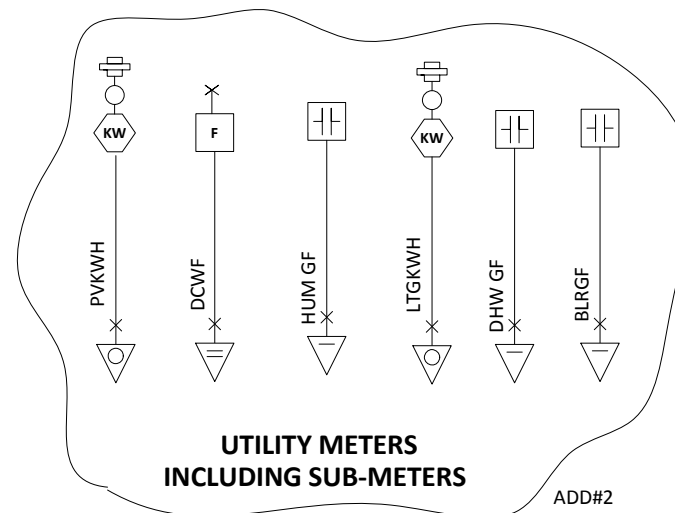 KW
F
KW
PVKWH
DCWF
HUM GF
LTGKWH
DHW GF
BLRGF
UTILITY METERS
INCLUDING SUB-METERS
ADD#2